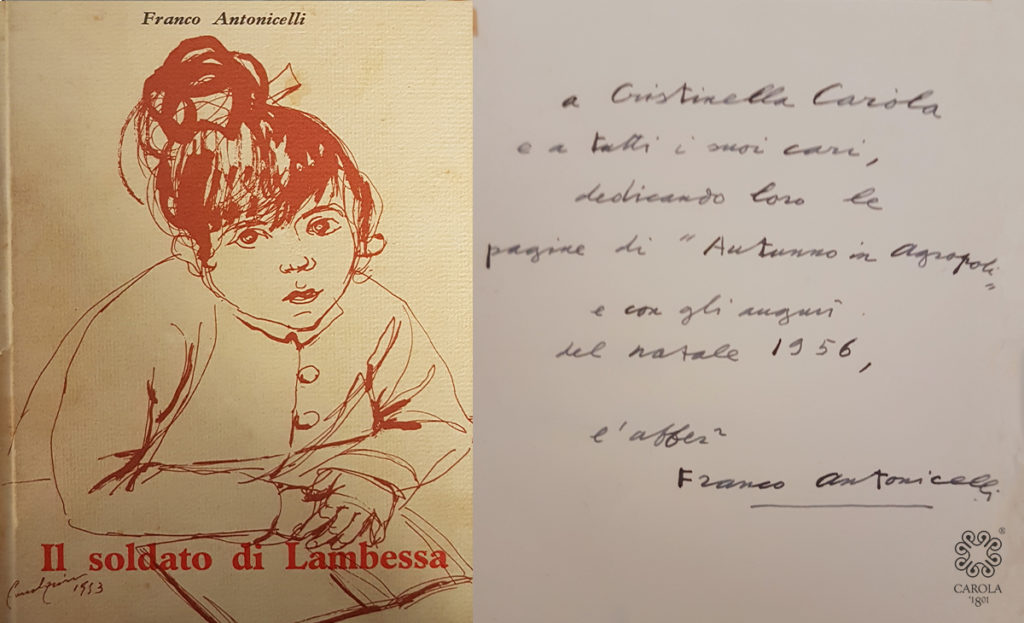 Franco Antonicelli
Il soldato di Lambessa
1953
a Cristinella Carola
e a tutti i suoi cari,
dedicando loro le
pagine di "Autunno in Agropoli"
e con gli auguri
del natale 1956,
l'affez
Franco Antonicelli
®
CAROLA
'1801